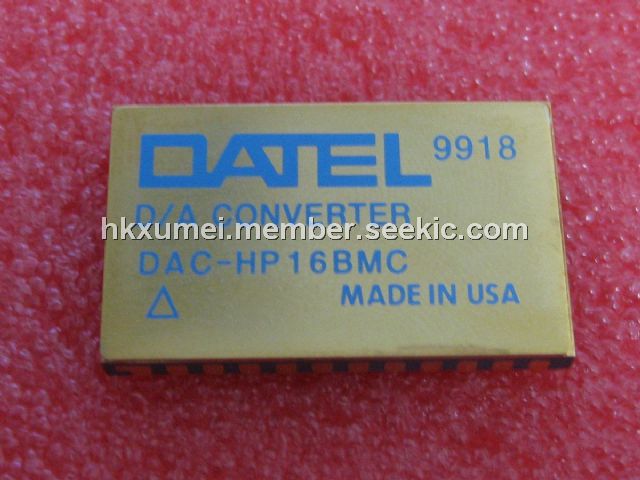 DATEL 9918
D/A CONVERTER
hkxumei.member.seekic.com
DAC-HP16BMC
MADE IN USA